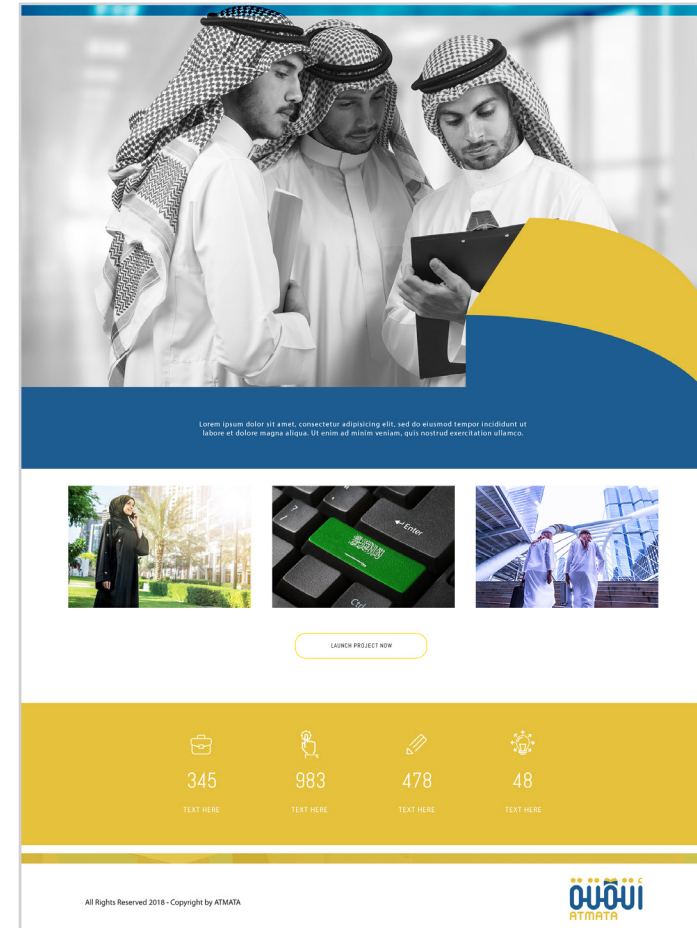 Lorem ipsum dolor sit amet, consectetur adipisicing elit, sed do eiusmod tempor incididunt ut
labore et dolore magna aliqua. Ut enim ad minim veniam, quis nostrud exercitation ullamco.
Enter
Ctrl
LAUNCH PROJECT NOW
345
983
478
48
TEXT HERE
TEXT HERE
TEXT HERE
TEXT HERE
All Rights Reserved 2018 - Copyright by ATMATA
ATMATA